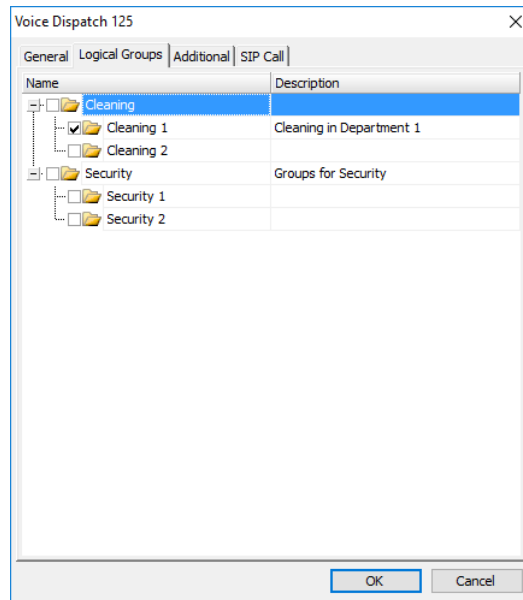 Voice Dispatch 125
General Logical Groups Additional SIP Call
Name Description
Cleaning
Cleaning 1 Cleaning in Department 1
Cleaning 2
Security Groups for Security
Security 1
Security 2
OK Cancel